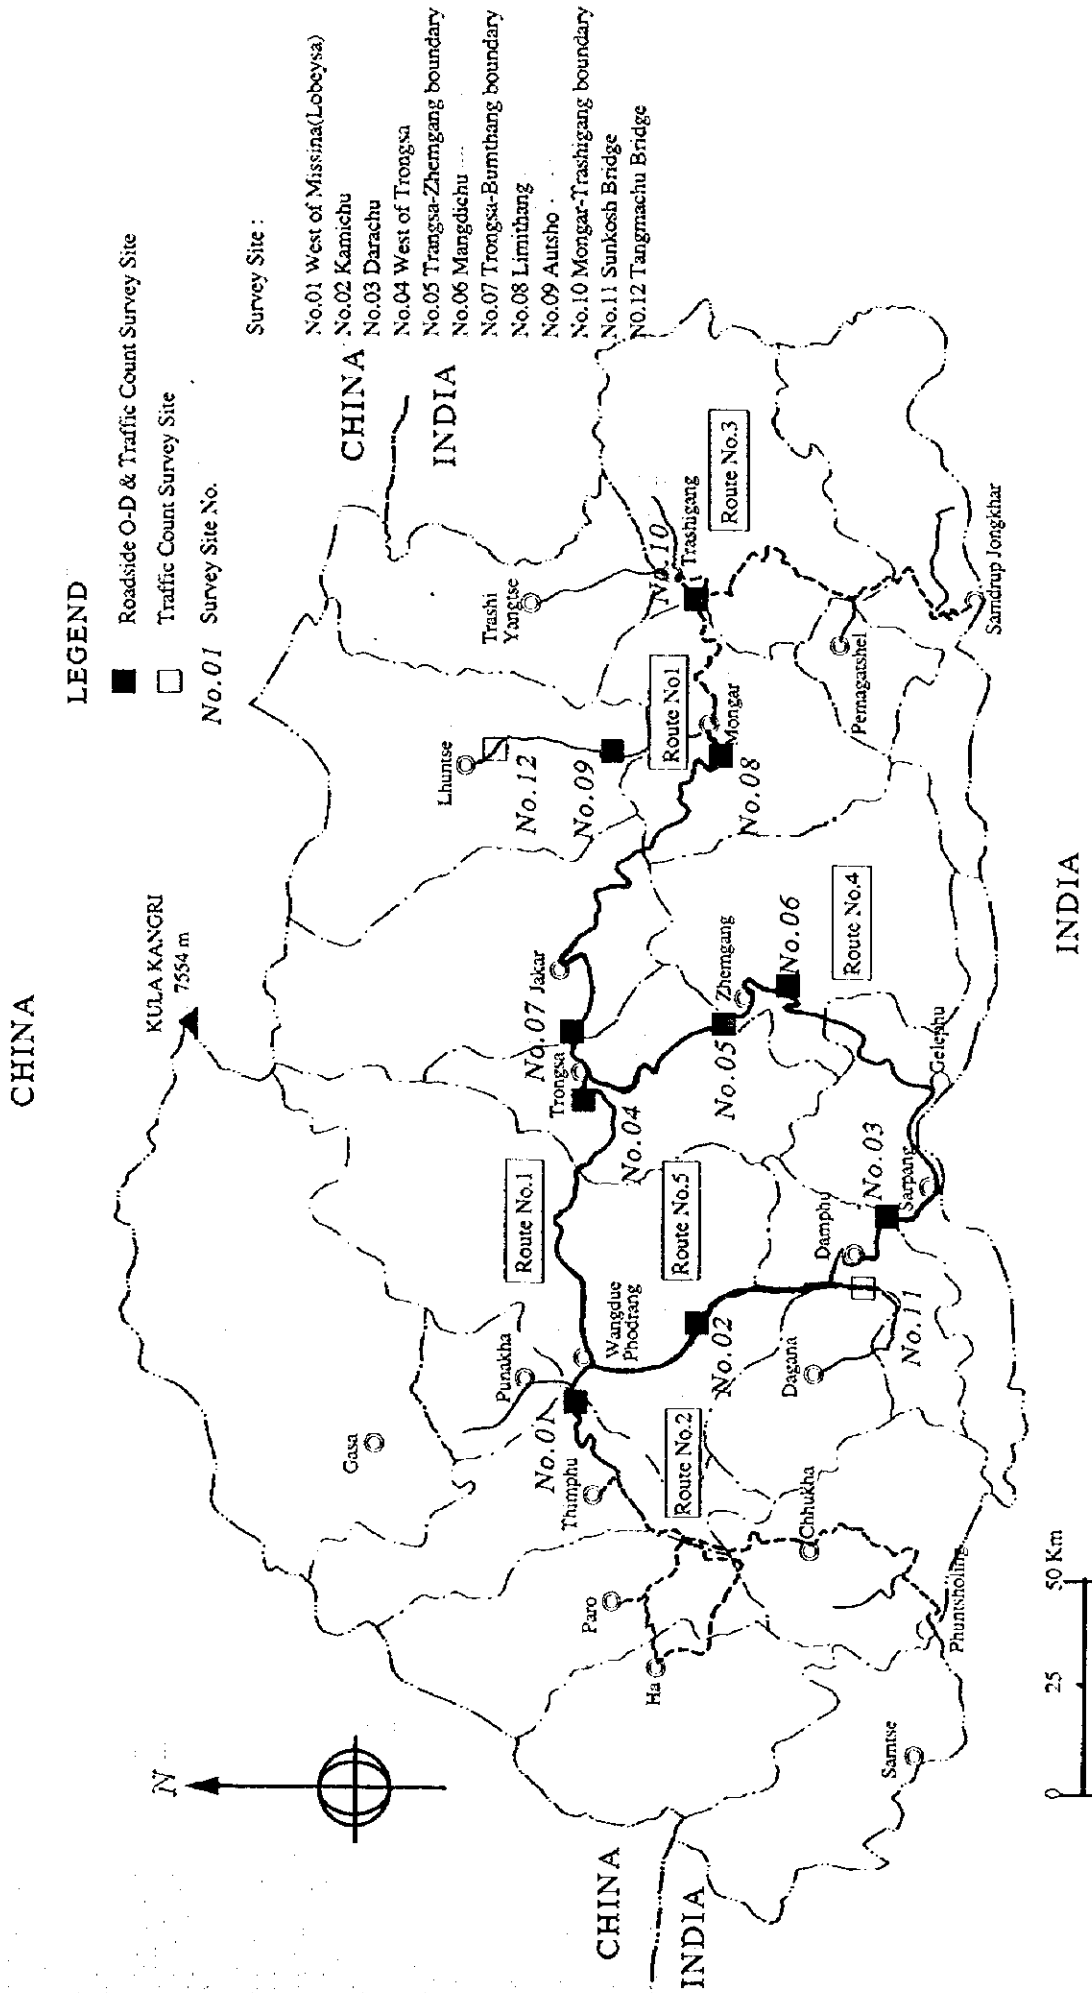 CHINA
LEGEND
Roadside O-D & Traffic Count Survey Site
Traffic Count Survey Site
No.01 Survey Site No.
Survey Site :
No.01 West of Missina(Lobeysa)
No.02 Kamichu
No.03 Darachu
No.04 West of Trongsa
No.05 Trangsa-Zhemgang boundary
No.06 Mangdichu
No.07 Trongsa-Bumthang boundary
No.08 Limithang
No.09 Autsho
No.10 Mongar-Trashigang boundary
No.11 Sunkosh Bridge
No.12 Tangmachu Bridge
N
KULA KANGRI
7554 m
CHINA
INDIA
Gasa
Punakha
Lhuntse
Trashi
Yangtse
Route No.1
Trongsa
No.07
Jakar
No.12
No.09
No.01
Thimphu
Wangdue
Phodrang
No.04
No.10
Trashigang
Paro
Ha
Route No.2
Route No.5
Route No.1
Route No.3
No.02
No.05
Zhemgang
No.06
Mongar
No.08
CHINA
INDIA
Chhukha
Dagana
Damphu
No.03
Route No.4
Pemagatshel
No.11
Sarpang
Gelephu
Samtse
Phuntsholing
Samdrup Jongkhar
0 25 50 Km
INDIA